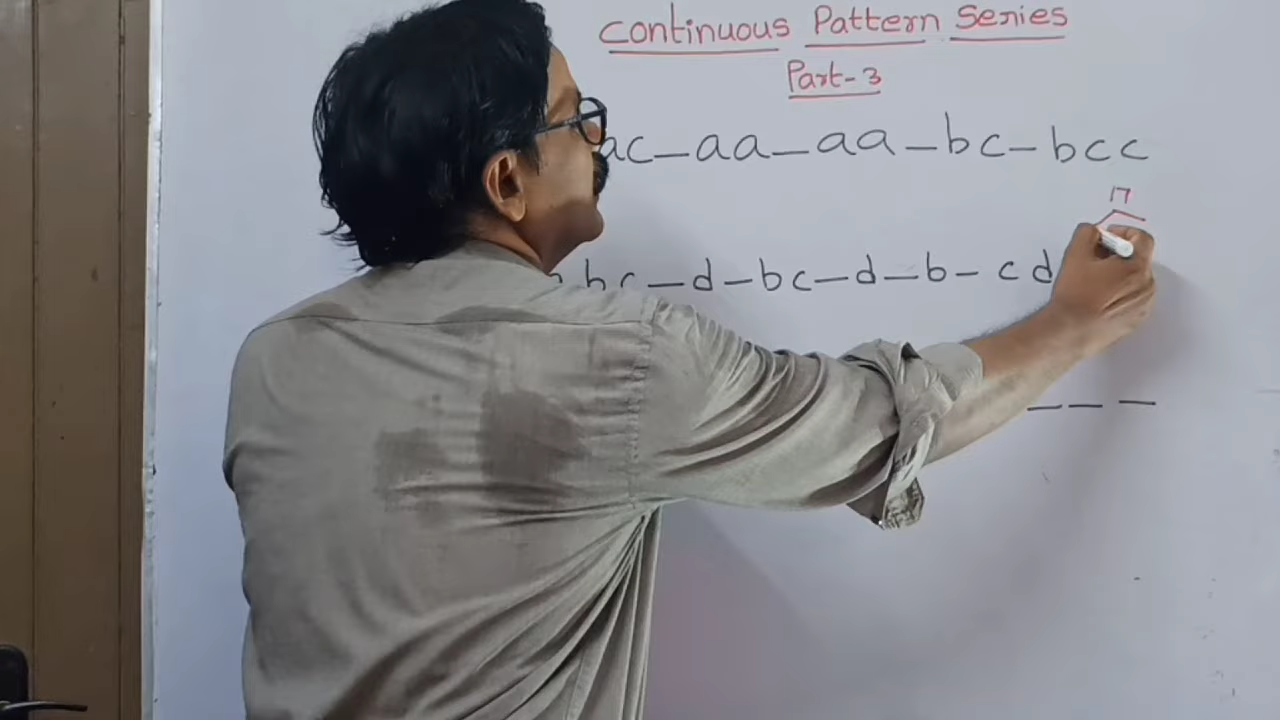 Continuous Pattern Series
Part-3
ac_aa_aa_bc_bcc
17
bc_d_bc_d_b_cd
_ _ _